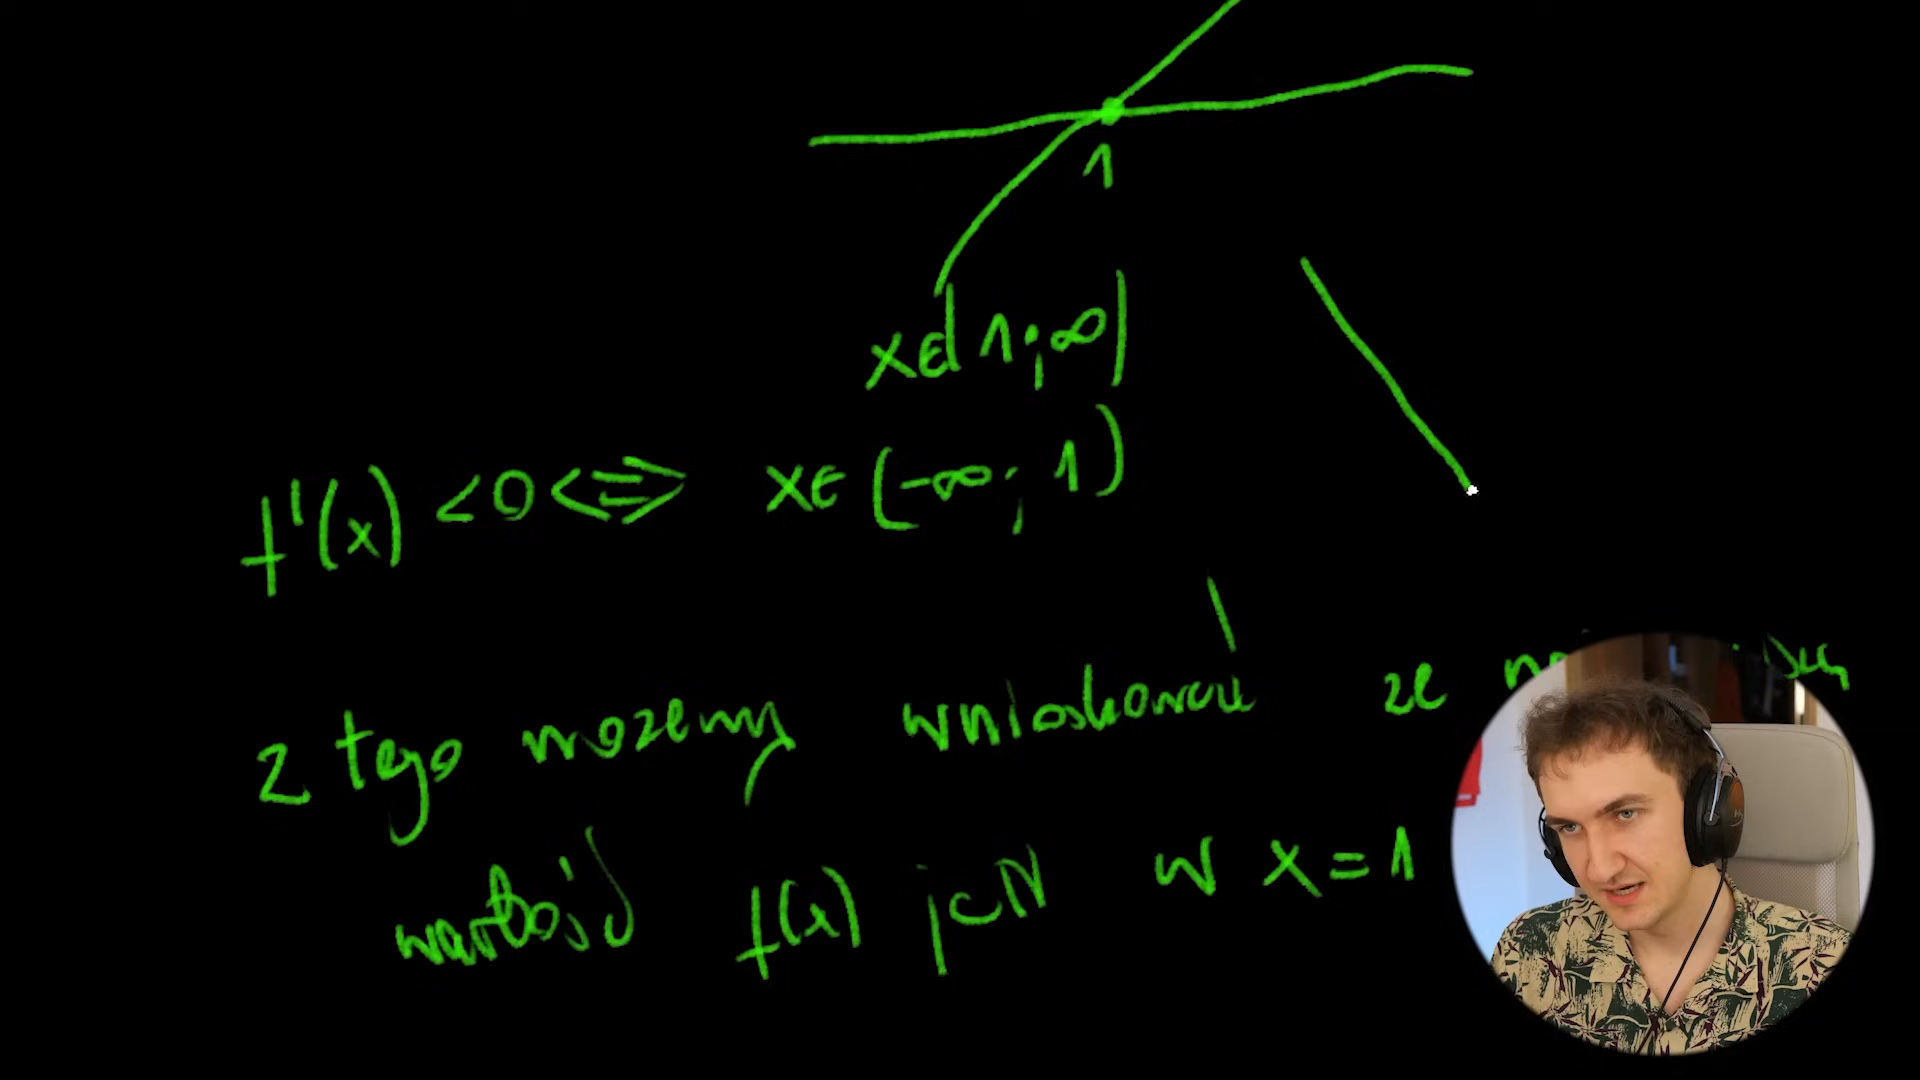 1
x∈(1; ∞)
f'(x) <0 <=> x∈ (-∞; 1)
z tego możemy wnioskować że
wartość f(x) jest w x=1